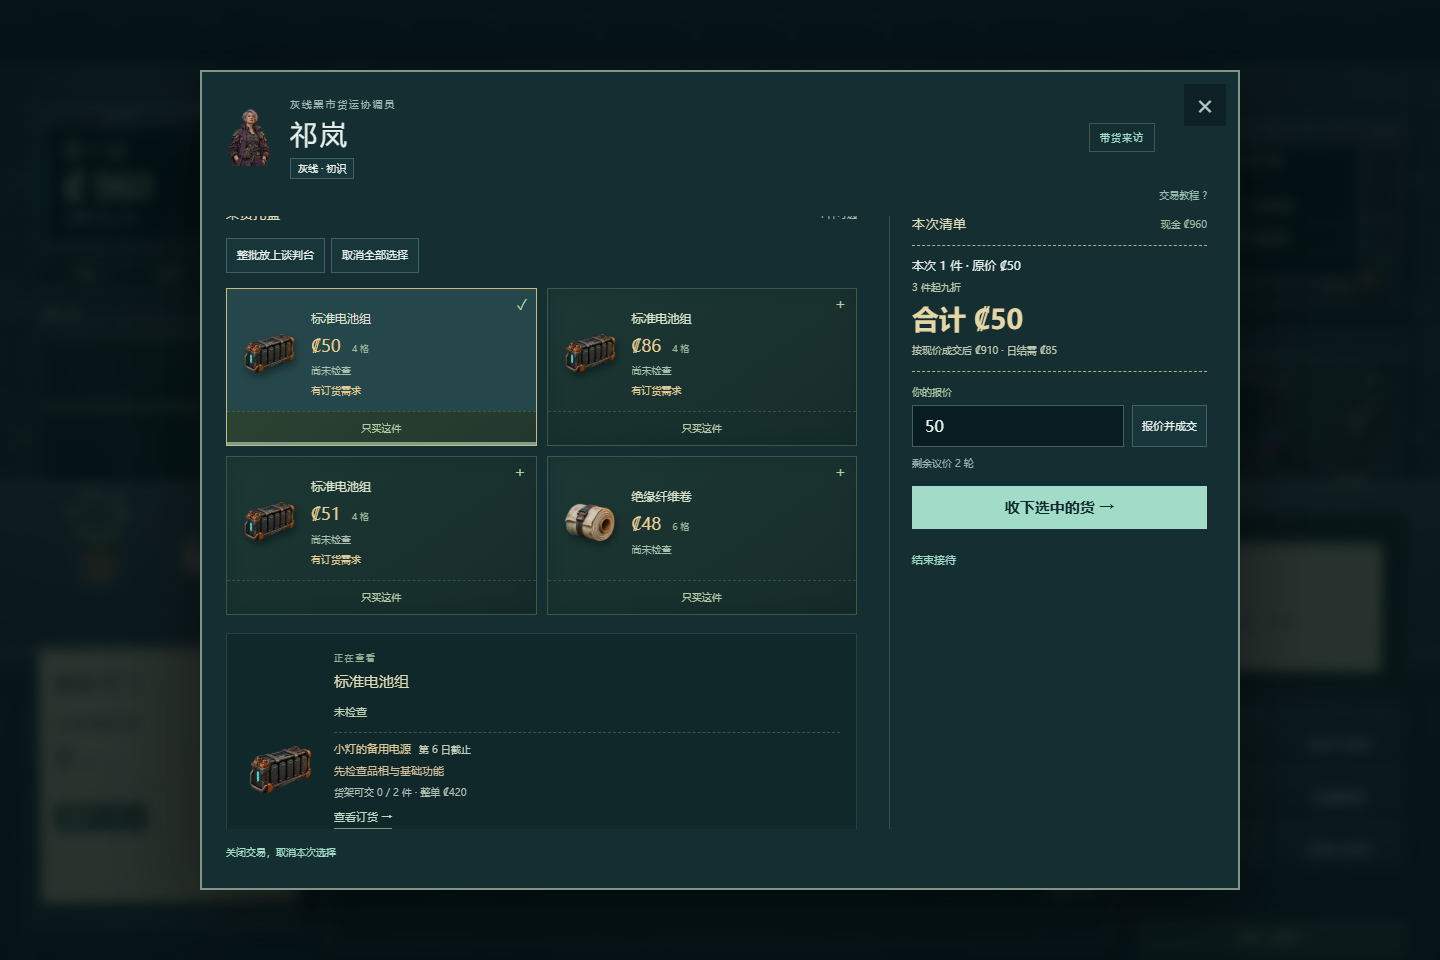 灰线黑市货运协调员
祁岚
灰线 · 初识
带货来访
×
交易教程 ?
整批放上谈判台
取消全部选择
✓
标准电池组
₡50 4 格
尚未检查
有订货需求
只买这件
+
标准电池组
₡86 4 格
尚未检查
有订货需求
只买这件
+
标准电池组
₡51 4 格
尚未检查
有订货需求
只买这件
+
绝缘纤维卷
₡48 6 格
尚未检查
只买这件
正在查看
标准电池组
未检查
小灯的备用电源 第 6 日截止
先检查品相与基础功能
货架可交 0 / 2 件 · 整单 ₡420
查看订货 →
关闭交易，取消本次选择
本次清单
现金 ₡960
本次 1 件 · 原价 ₡50
3 件起九折
合计 ₡50
按现价成交后 ₡910 · 日结需 ₡85
你的报价
50
报价并成交
剩余议价 2 轮
收下选中的货 →
结束接待